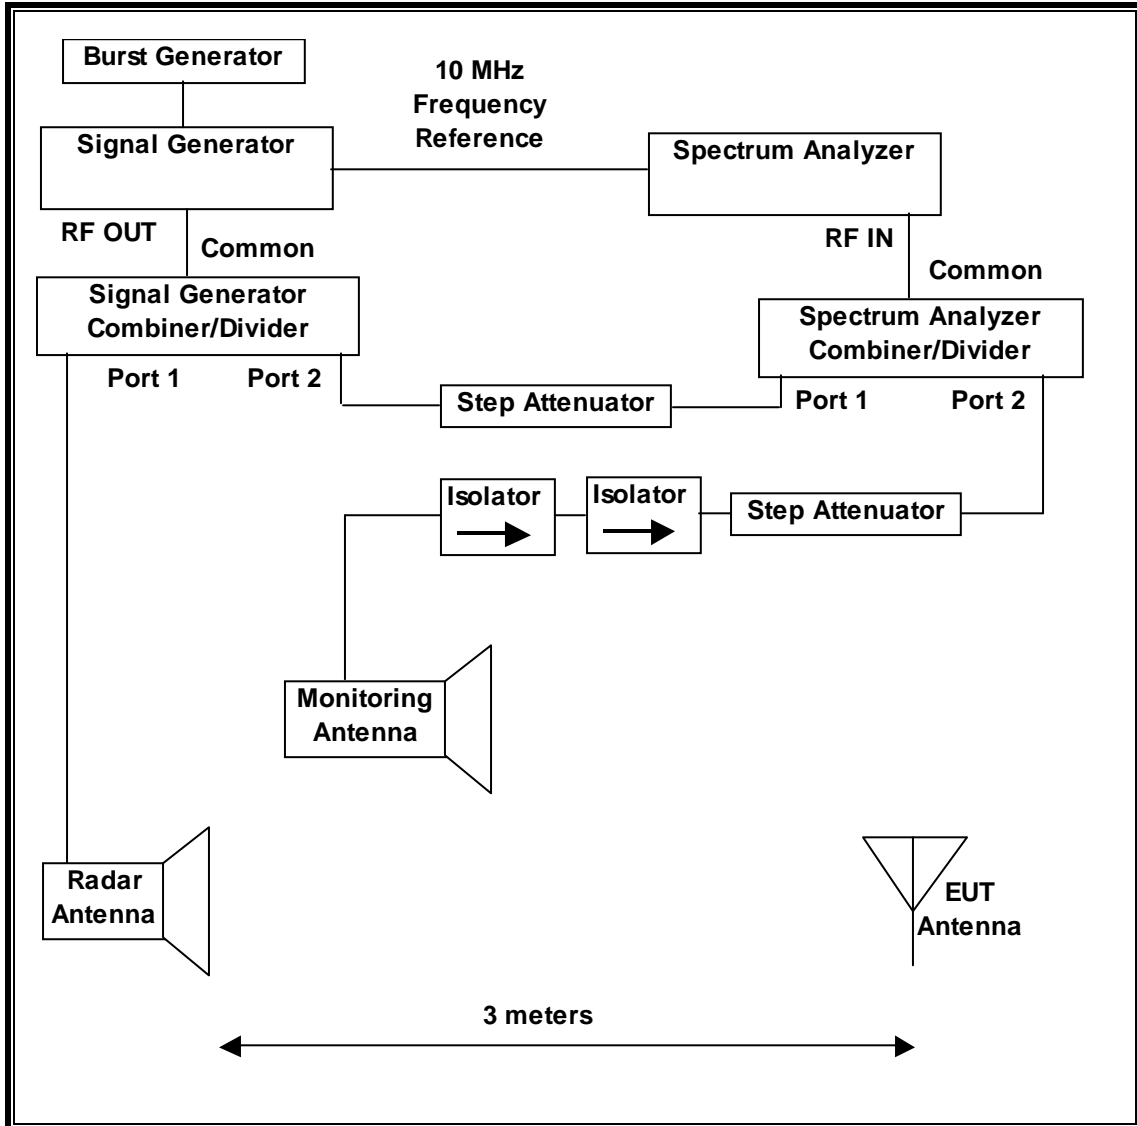 Burst Generator
10 MHz
Frequency
Reference
Signal Generator
Spectrum Analyzer
RF OUT
Common
RF IN
Common
Signal Generator
Combiner/Divider
Spectrum Analyzer
Combiner/Divider
Port 1
Port 2
Step Attenuator
Port 1
Port 2
Isolator
Isolator
Step Attenuator
Monitoring
Antenna
Radar
Antenna
EUT
Antenna
3 meters